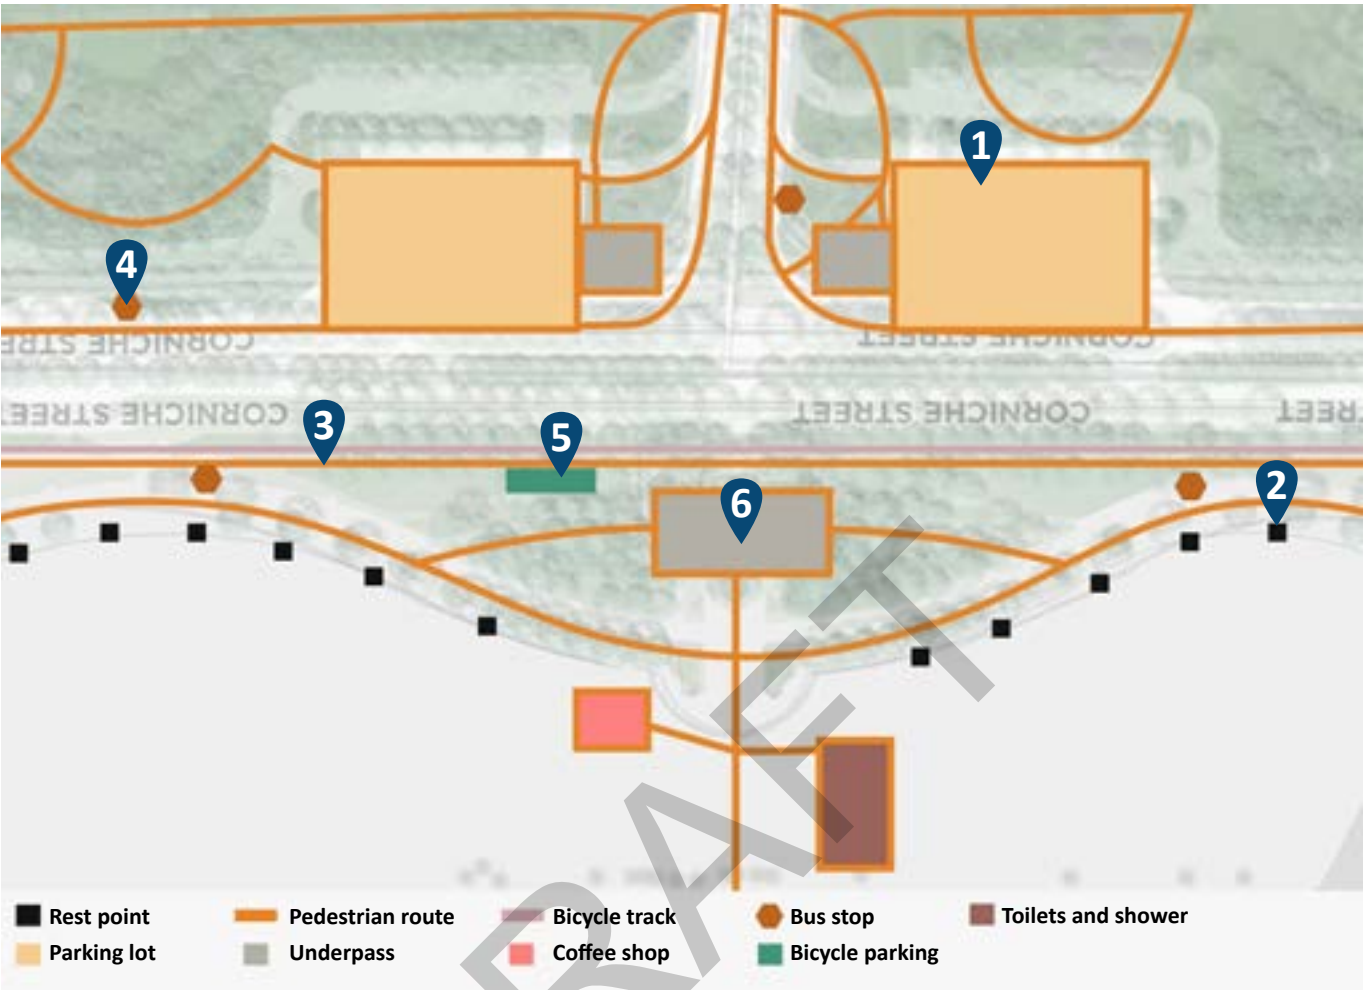 1
4
CORNICHE STREET
CORNICHE STREET
CORNICHE STREET
CORNICHE STREET
STREET
3
5
6
2
DRAFT
Rest point
Pedestrian route
Bicycle track
Bus stop
Toilets and shower
Parking lot
Underpass
Coffee shop
Bicycle parking